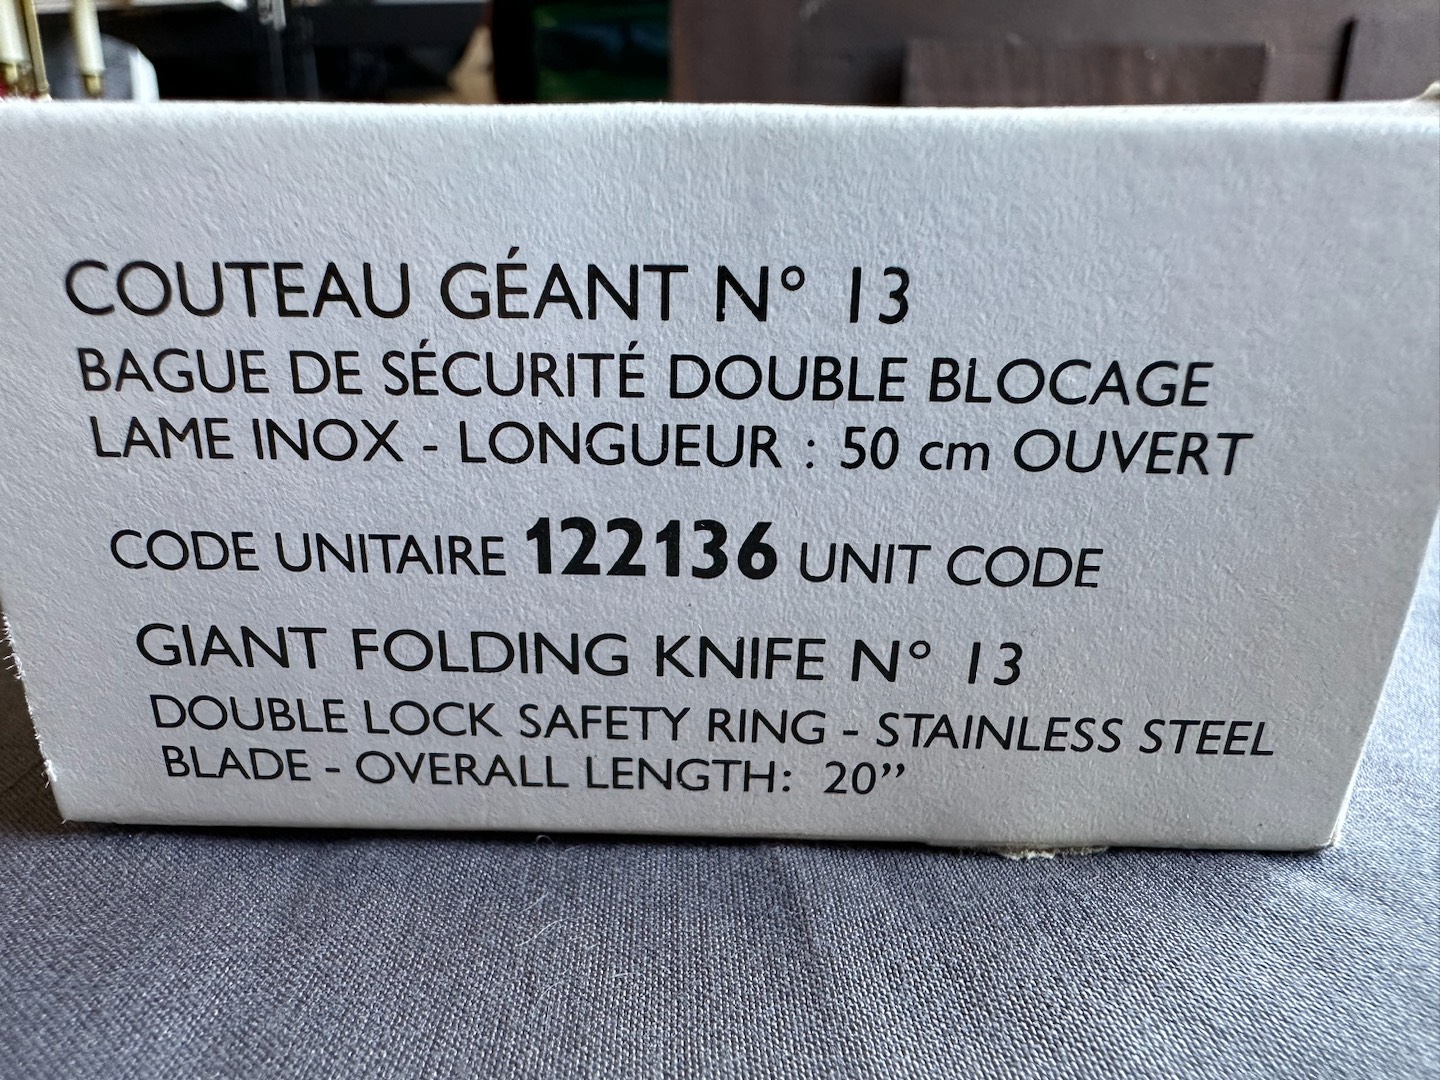 COUTEAU GÉANT N° 13
BAGUE DE SÉCURITÉ DOUBLE BLOCAGE
LAME INOX - LONGUEUR : 50 cm OUVERT
CODE UNITAIRE 122136 UNIT CODE
GIANT FOLDING KNIFE N° 13
DOUBLE LOCK SAFETY RING - STAINLESS STEEL
BLADE - OVERALL LENGTH: 20”